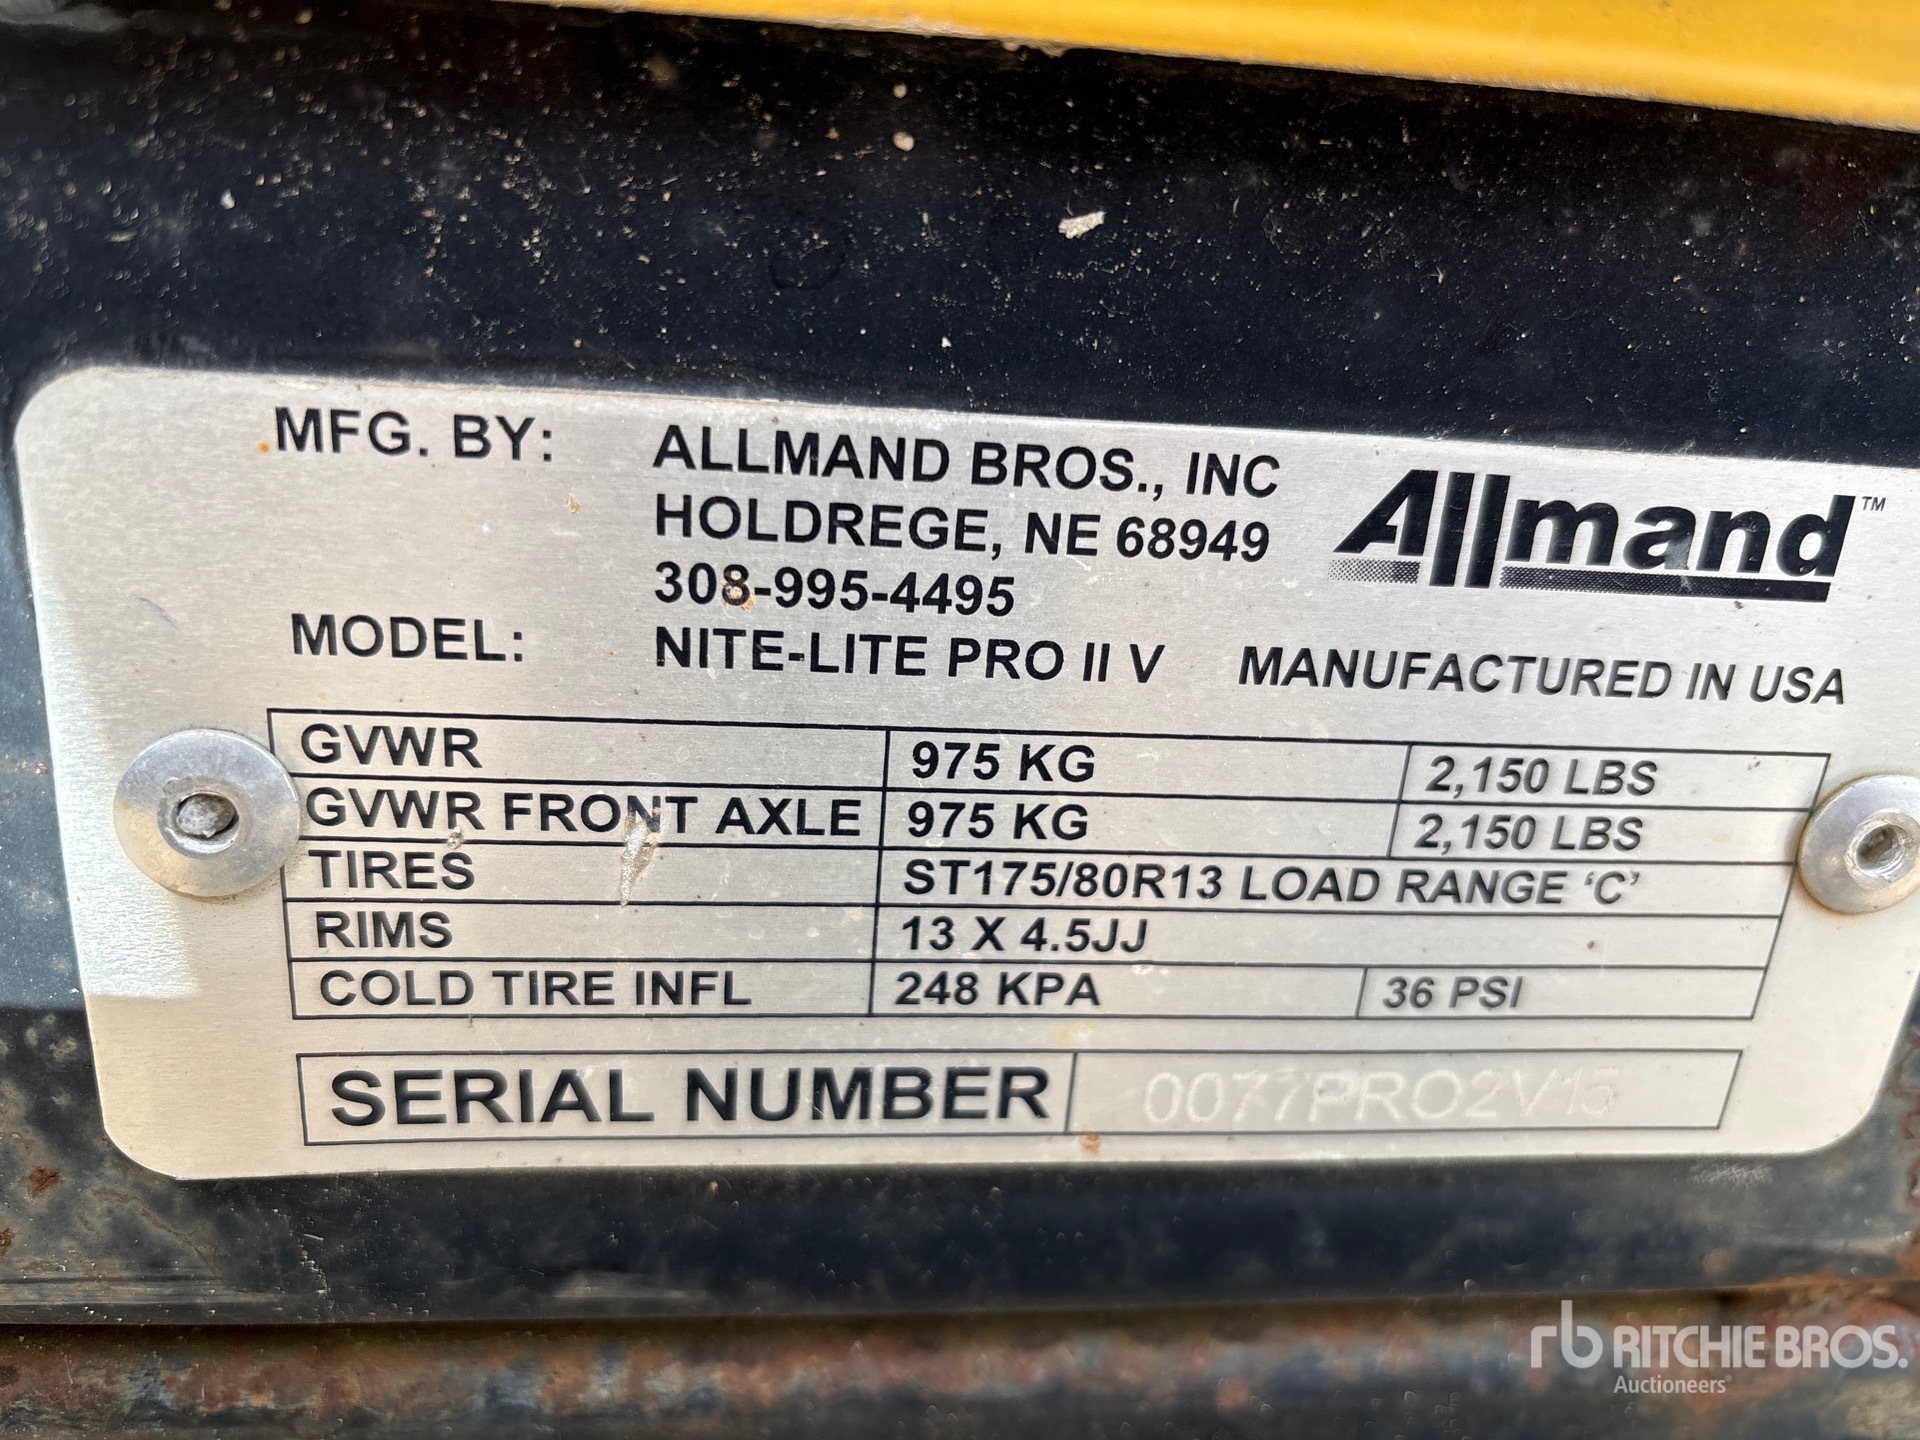 MFG. BY: ALLMAND BROS., INC
HOLDREGE, NE 68949
308-995-4495
Allmand™
MODEL: NITE-LITE PRO II V MANUFACTURED IN USA
GVWR 975 KG 2,150 LBS
GVWR FRONT AXLE 975 KG 2,150 LBS
TIRES ST175/80R13 LOAD RANGE ‘C’
RIMS 13 X 4.5JJ
COLD TIRE INFL 248 KPA 36 PSI
SERIAL NUMBER 0077PRO2V15
rb RITCHIE BROS.
Auctioneers